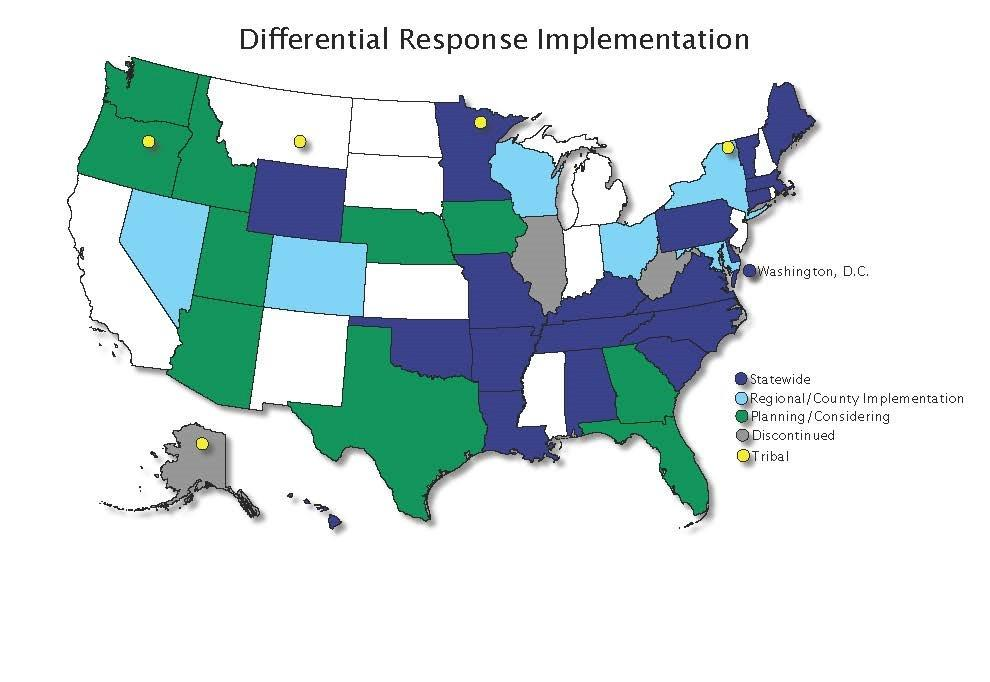 Differential Response Implementation
Washington, D.C.
Statewide
Regional/County Implementation
Planning/Considering
Discontinued
Tribal